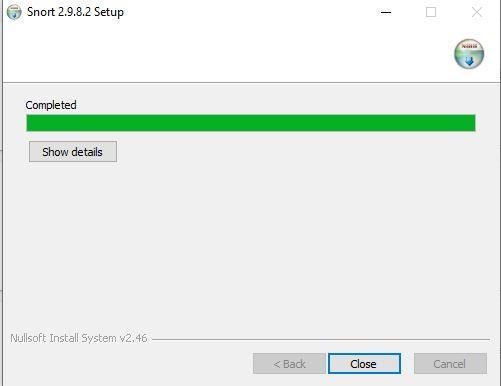 Snort 2.9.8.2 Setup
Completed
Show details
Nullsoft Install System v2.46
< Back
Close
Cancel